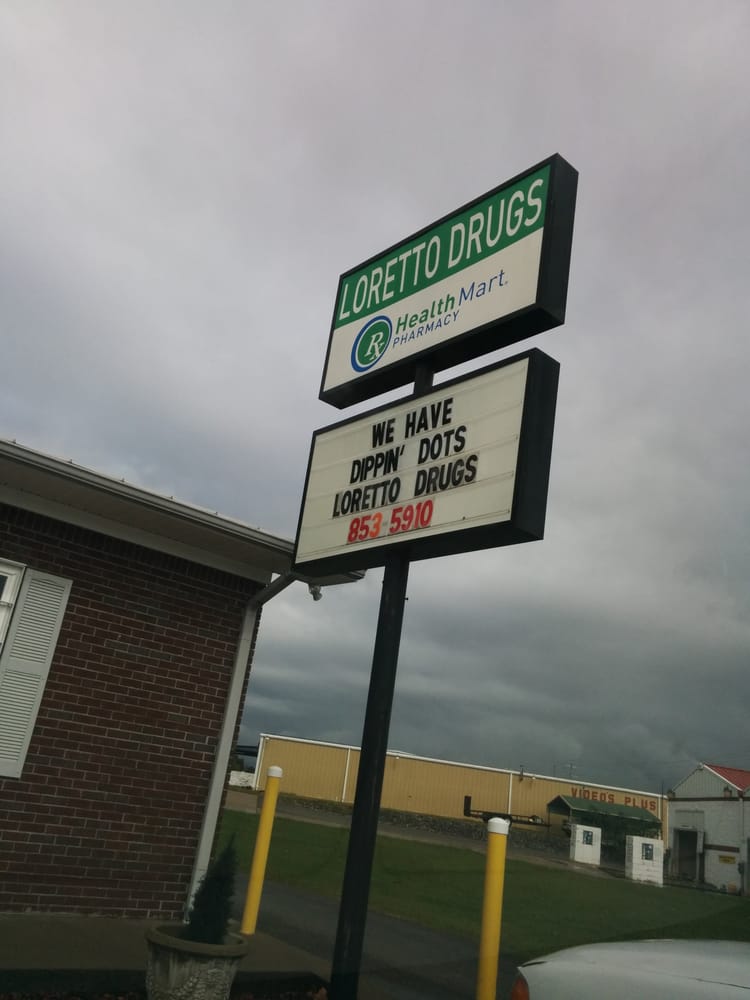 LORETTO DRUGS
Rx
Health Mart
PHARMACY
WE HAVE
DIPPIN' DOTS
LORETTO DRUGS
853-5910
VIDEOS PLUS